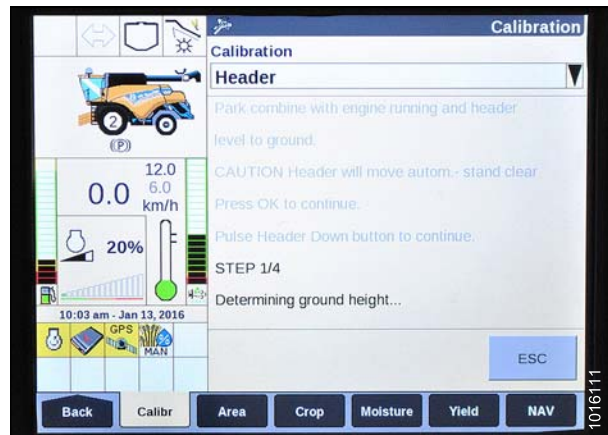 Calibration
Calibration
Header
Park combine with engine running and header
level to ground.
CAUTION Header will move autom.- stand clear
Press OK to continue.
Pulse Header Down button to continue.
STEP 1/4
Determining ground height...
ESC
2
(P)
12.0
0.0
6.0
km/h
20%
10:03 am - Jan 13, 2016
GPS
MAN
Back
Calibr
Area
Crop
Moisture
Yield
NAV
1016111